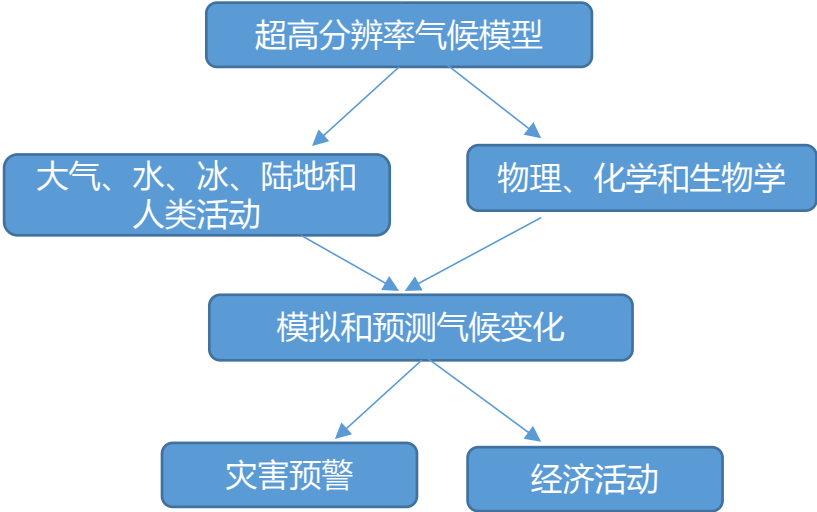 超高分辨率气候模型
大气、水、冰、陆地和
人类活动
物理、化学和生物学
模拟和预测气候变化
灾害预警
经济活动